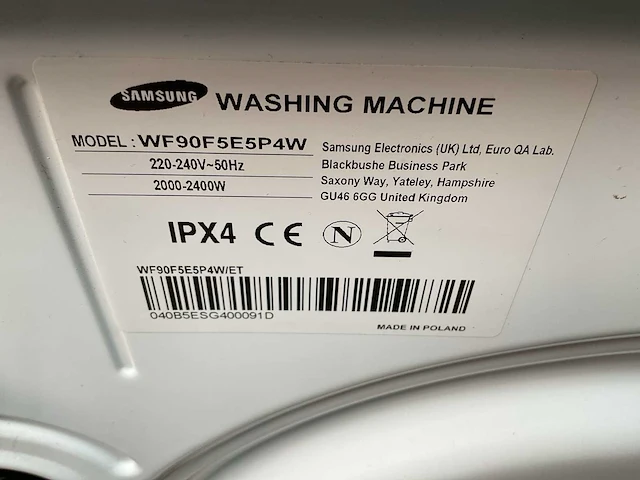 SAMSUNG WASHING MACHINE
MODEL : WF90F5E5P4W
220-240V~50Hz
2000-2400W
Samsung Electronics (UK) Ltd, Euro QA Lab.
Blackbushe Business Park
Saxony Way, Yateley, Hampshire
GU46 6GG United Kingdom
IPX4 CE N
WF90F5E5P4W/ET
040B5ESG400091D
MADE IN POLAND